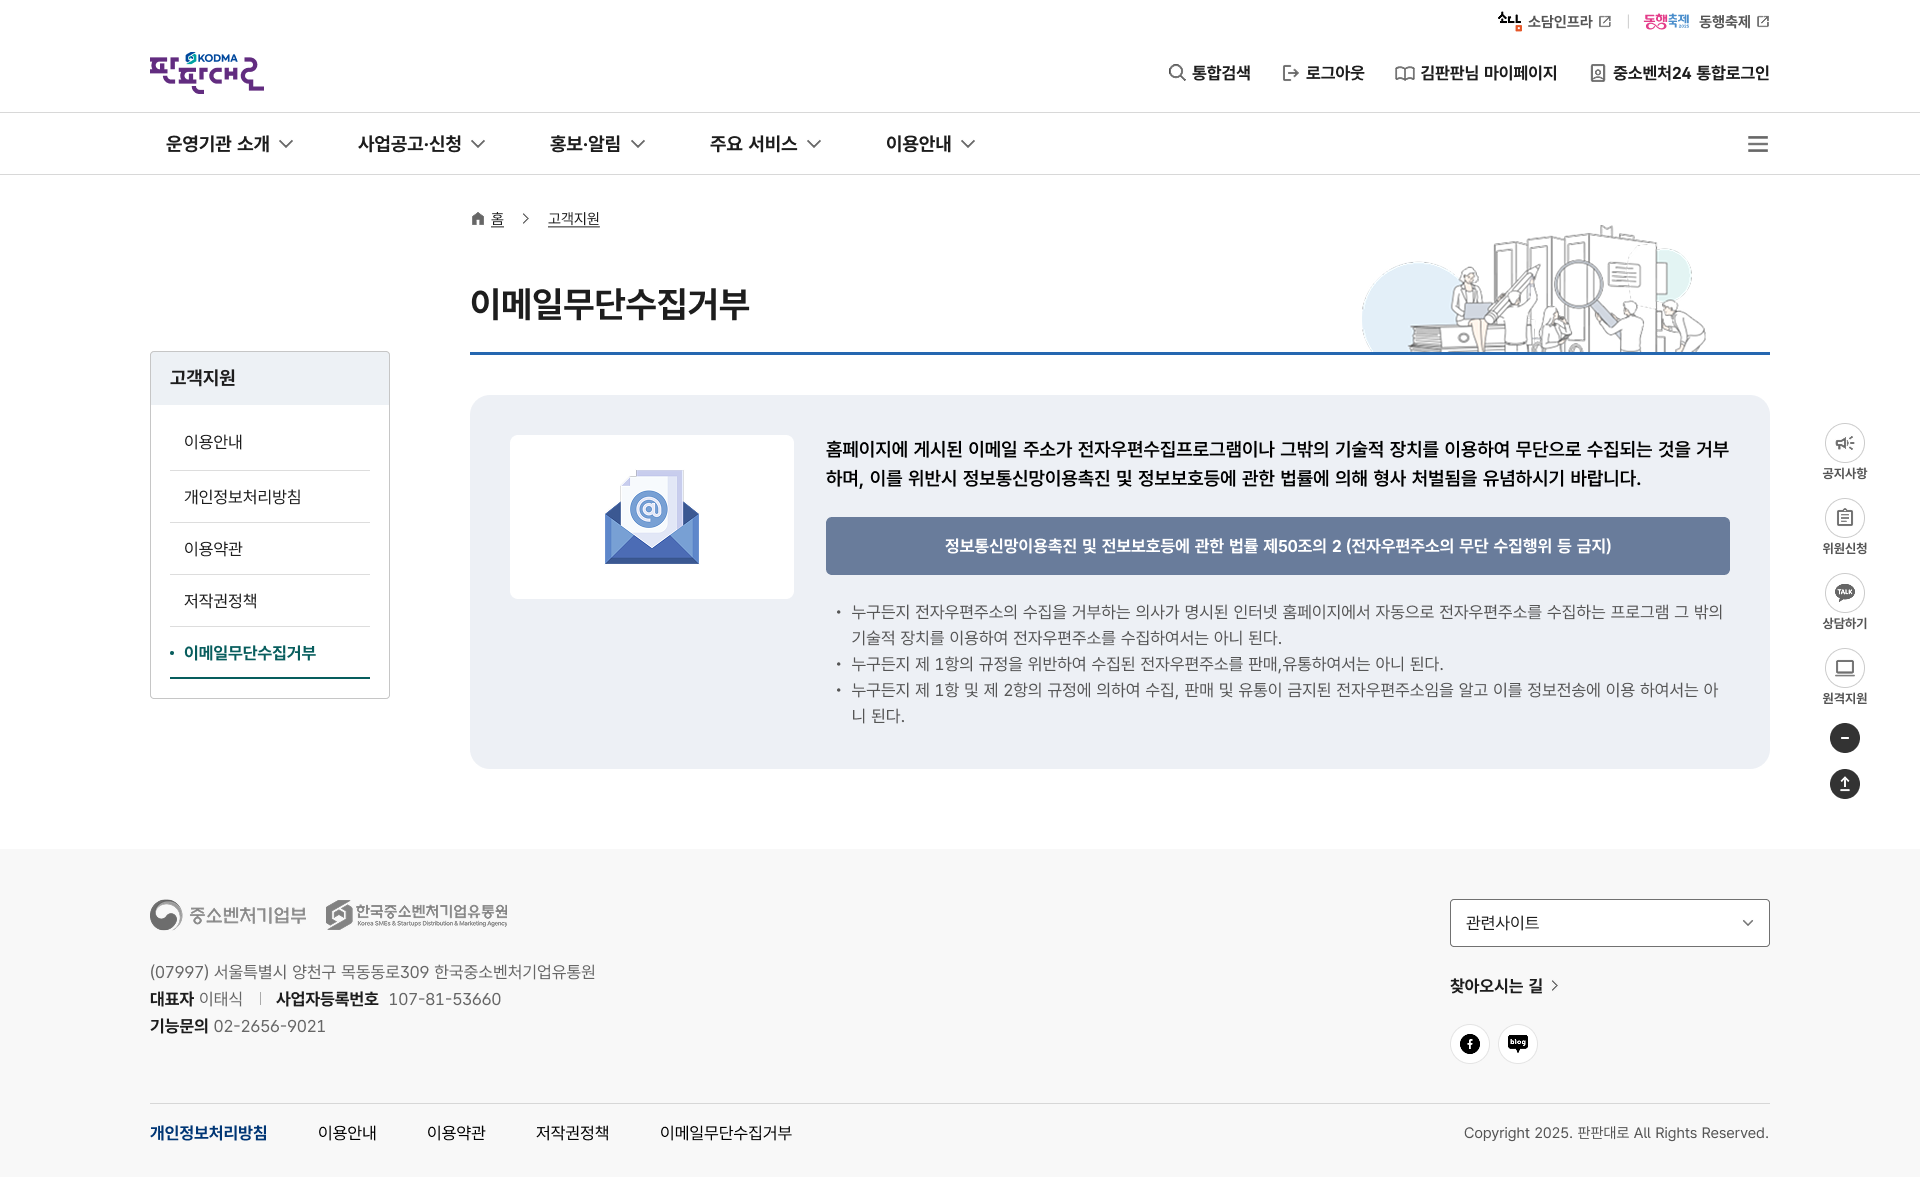 소담 소담인프라
동행축제 2025 동행축제
KODMA
판판대로
통합검색
로그아웃
김판판님 마이페이지
중소벤처24 통합로그인
운영기관 소개
사업공고·신청
홍보·알림
주요 서비스
이용안내
홈 > 고객지원
이메일무단수집거부
고객지원
이용안내
개인정보처리방침
이용약관
저작권정책
• 이메일무단수집거부
@
홈페이지에 게시된 이메일 주소가 전자우편수집프로그램이나 그밖의 기술적 장치를 이용하여 무단으로 수집되는 것을 거부
하며, 이를 위반시 정보통신망이용촉진 및 정보보호등에 관한 법률에 의해 형사 처벌됨을 유념하시기 바랍니다.
정보통신망이용촉진 및 전보보호등에 관한 법률 제50조의 2 (전자우편주소의 무단 수집행위 등 금지)
• 누구든지 전자우편주소의 수집을 거부하는 의사가 명시된 인터넷 홈페이지에서 자동으로 전자우편주소를 수집하는 프로그램 그 밖의
기술적 장치를 이용하여 전자우편주소를 수집하여서는 아니 된다.
• 누구든지 제 1항의 규정을 위반하여 수집된 전자우편주소를 판매,유통하여서는 아니 된다.
• 누구든지 제 1항 및 제 2항의 규정에 의하여 수집, 판매 및 유통이 금지된 전자우편주소임을 알고 이를 정보전송에 이용 하여서는 아
니 된다.
공지사항
위원신청
TALK
상담하기
원격지원
중소벤처기업부
한국중소벤처기업유통원
Korea SMEs & Startups Distribution & Marketing Agency
(07997) 서울특별시 양천구 목동동로309 한국중소벤처기업유통원
대표자 이태식 | 사업자등록번호 107-81-53660
기능문의 02-2656-9021
관련사이트
찾아오시는 길
f
blog
개인정보처리방침
이용안내
이용약관
저작권정책
이메일무단수집거부
Copyright 2025. 판판대로 All Rights Reserved.